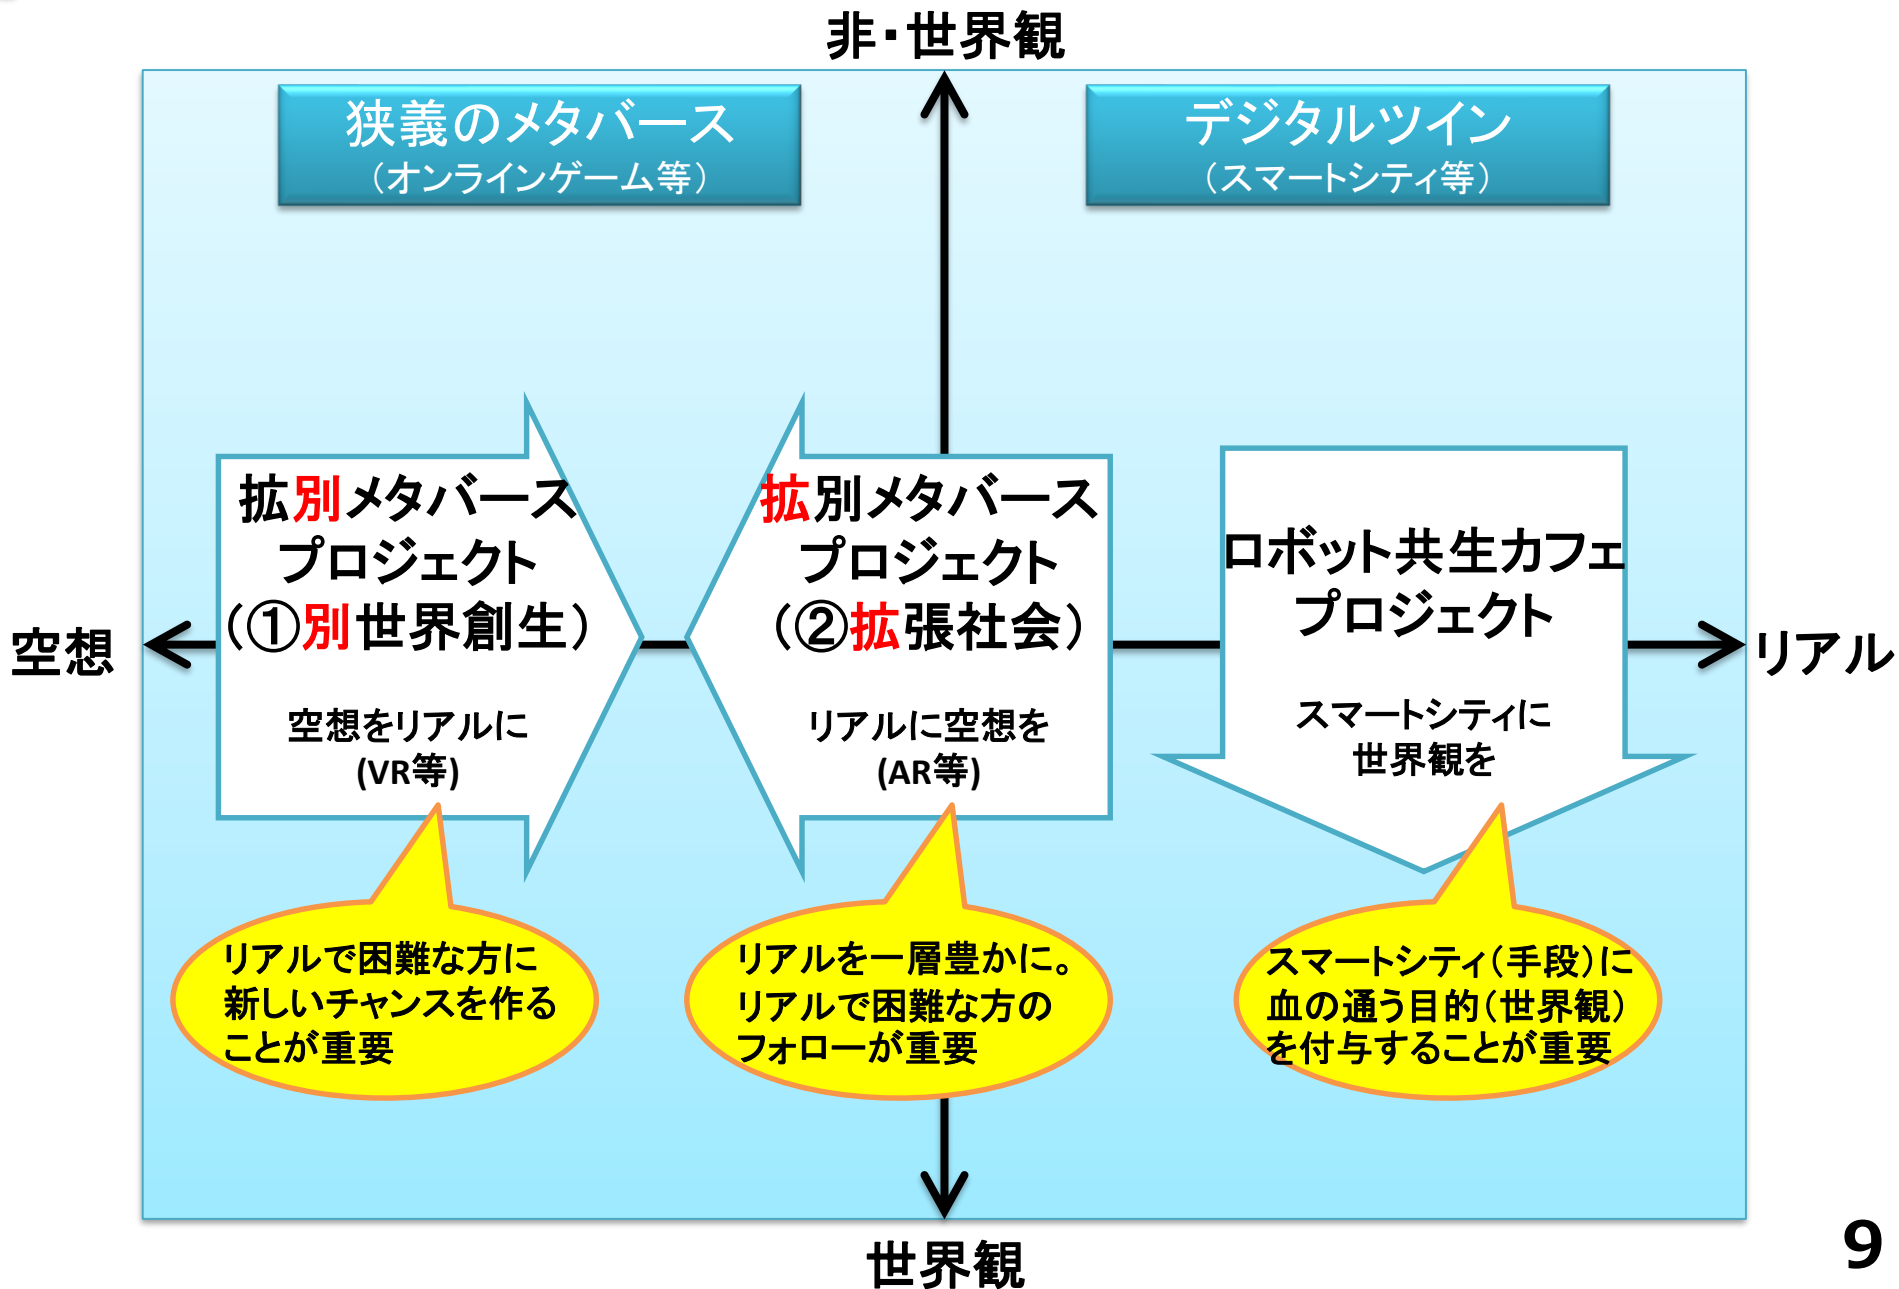 非・世界観
狭義のメタバース
（オンラインゲーム等）
デジタルツイン
（スマートシティ等）
空想
拡別メタバース
プロジェクト
（①別世界創生）
空想をリアルに
(VR等)
拡別メタバース
プロジェクト
（②拡張社会）
リアルに空想を
(AR等)
ロボット共生カフェ
プロジェクト
スマートシティに
世界観を
リアル
リアルで困難な方に
新しいチャンスを作る
ことが重要
リアルを一層豊かに。
リアルで困難な方の
フォローが重要
スマートシティ（手段）に
血の通う目的（世界観）
を付与することが重要
世界観
9